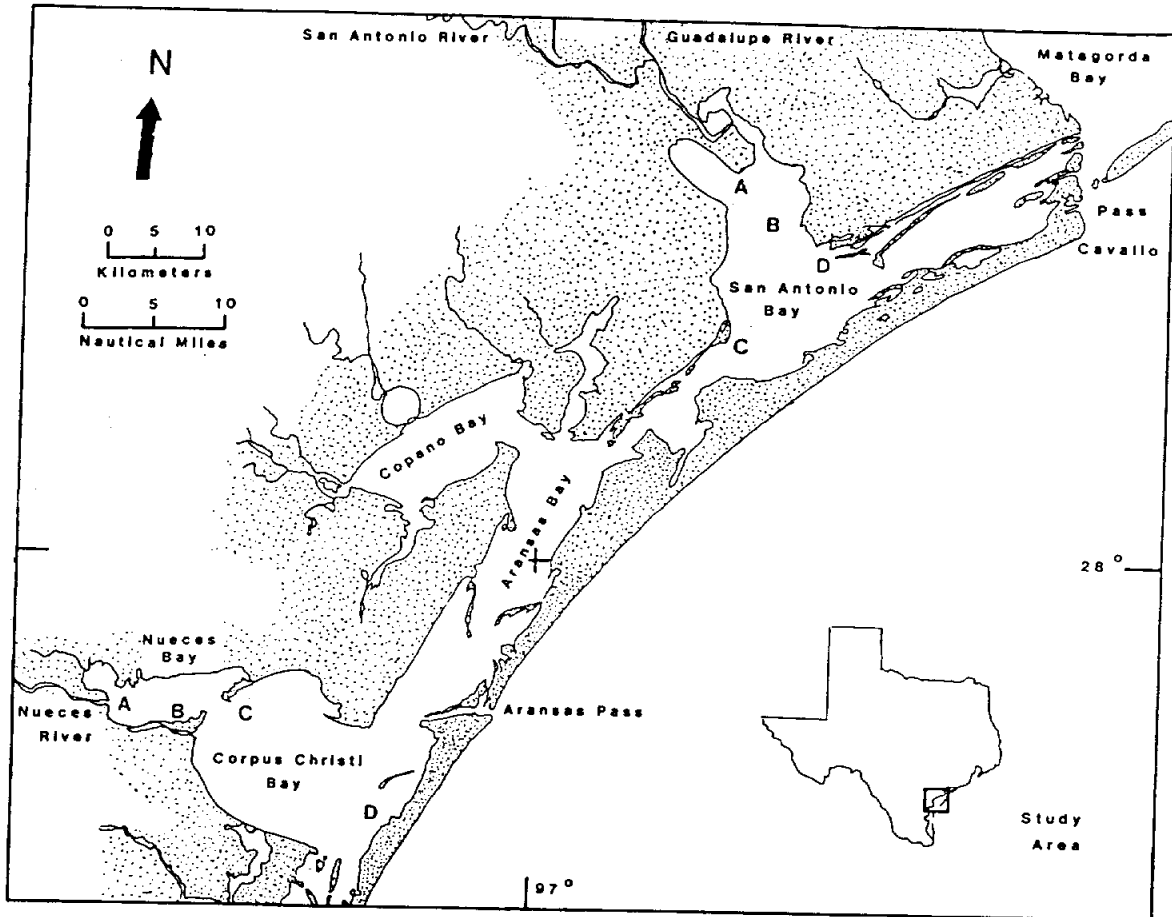 San Antonio River
Guadalupe River
Matagorda
Bay
N
0 5 10
Kilometers
0 5 10
Nautical Miles
A
B
D
Pass
Cavallo
San Antonio
Bay
C
Copano Bay
Aransas Bay
28°
Nueces
Bay
A
B
C
Nueces
River
Aransas Pass
Corpus Christi
Bay
D
Study
Area
97°